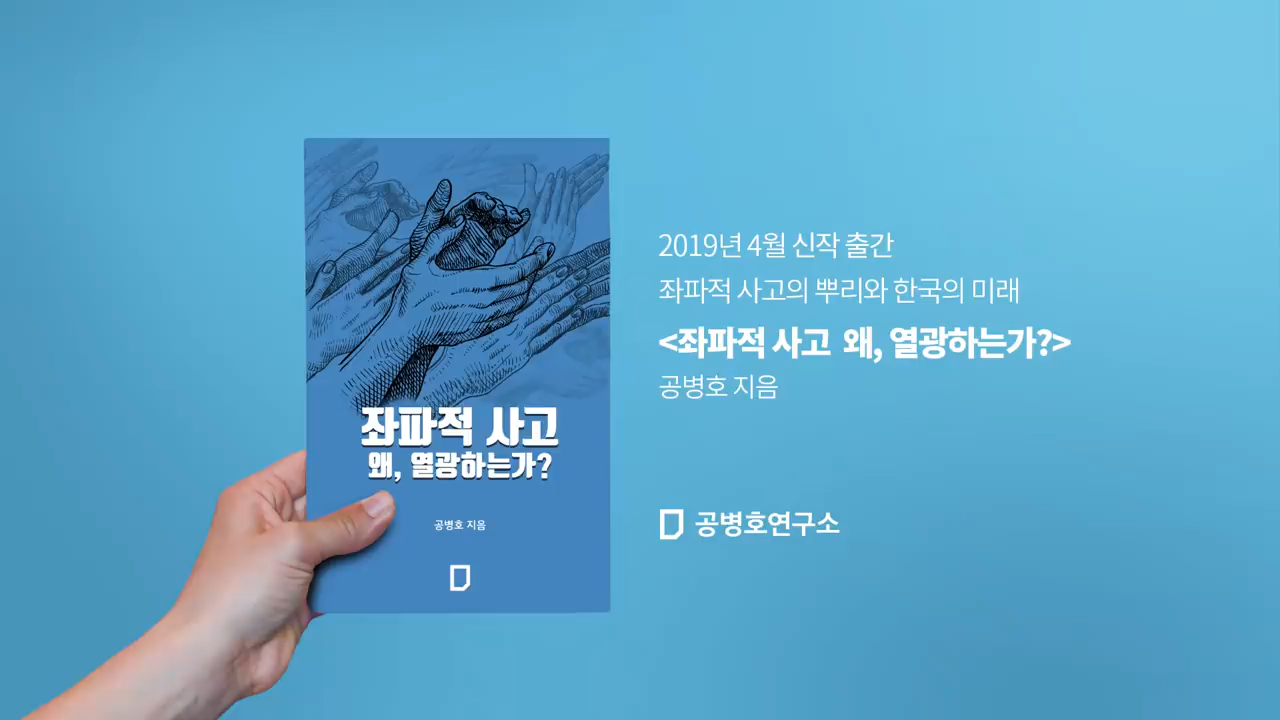 좌파적 사고
왜, 열광하는가?
공병호 지음
2019년 4월 신작 출간
좌파적 사고의 뿌리와 한국의 미래
<좌파적 사고 왜, 열광하는가?>
공병호 지음
공병호연구소